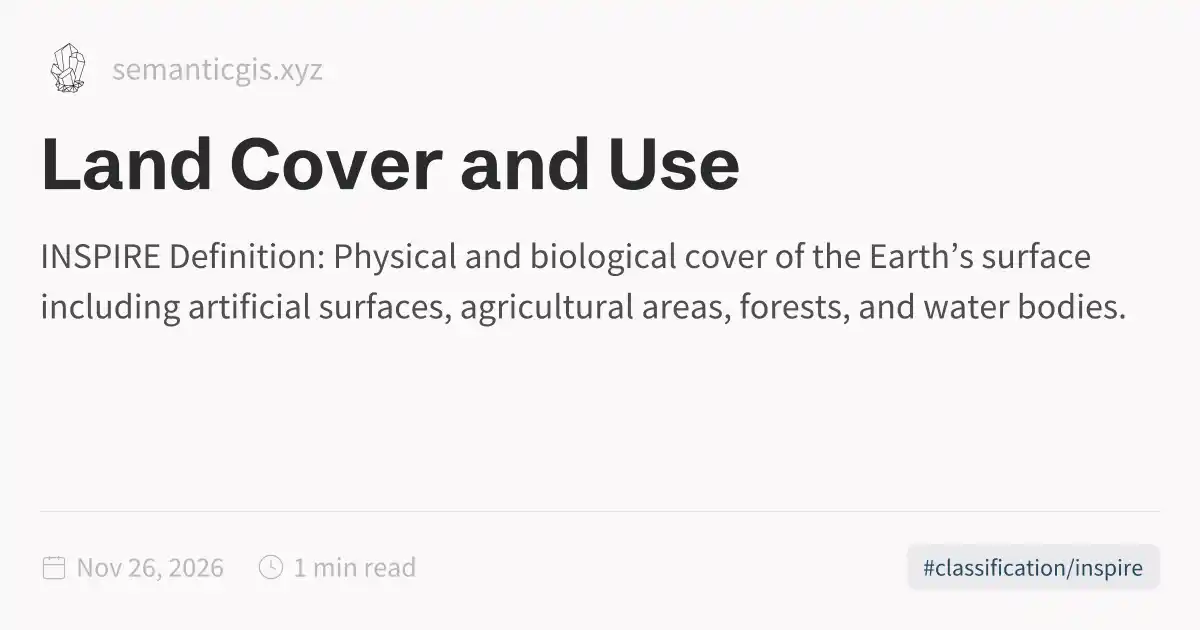 semanticgis.xyz
Land Cover and Use
INSPIRE Definition: Physical and biological cover of the Earth’s surface
including artificial surfaces, agricultural areas, forests, and water bodies.
Nov 26, 2026
1 min read
#classification/inspire